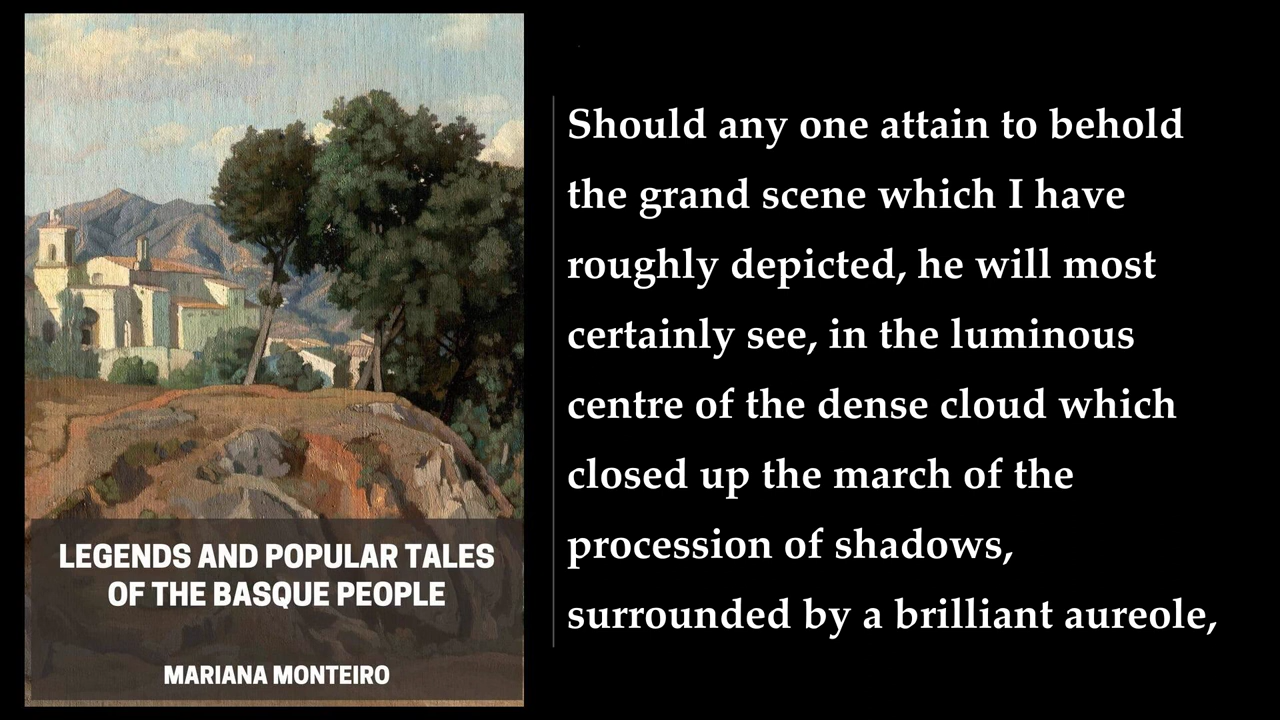 LEGENDS AND POPULAR TALES
OF THE BASQUE PEOPLE
MARIANA MONTEIRO
Should any one attain to behold
the grand scene which I have
roughly depicted, he will most
certainly see, in the luminous
centre of the dense cloud which
closed up the march of the
procession of shadows,
surrounded by a brilliant aureole,